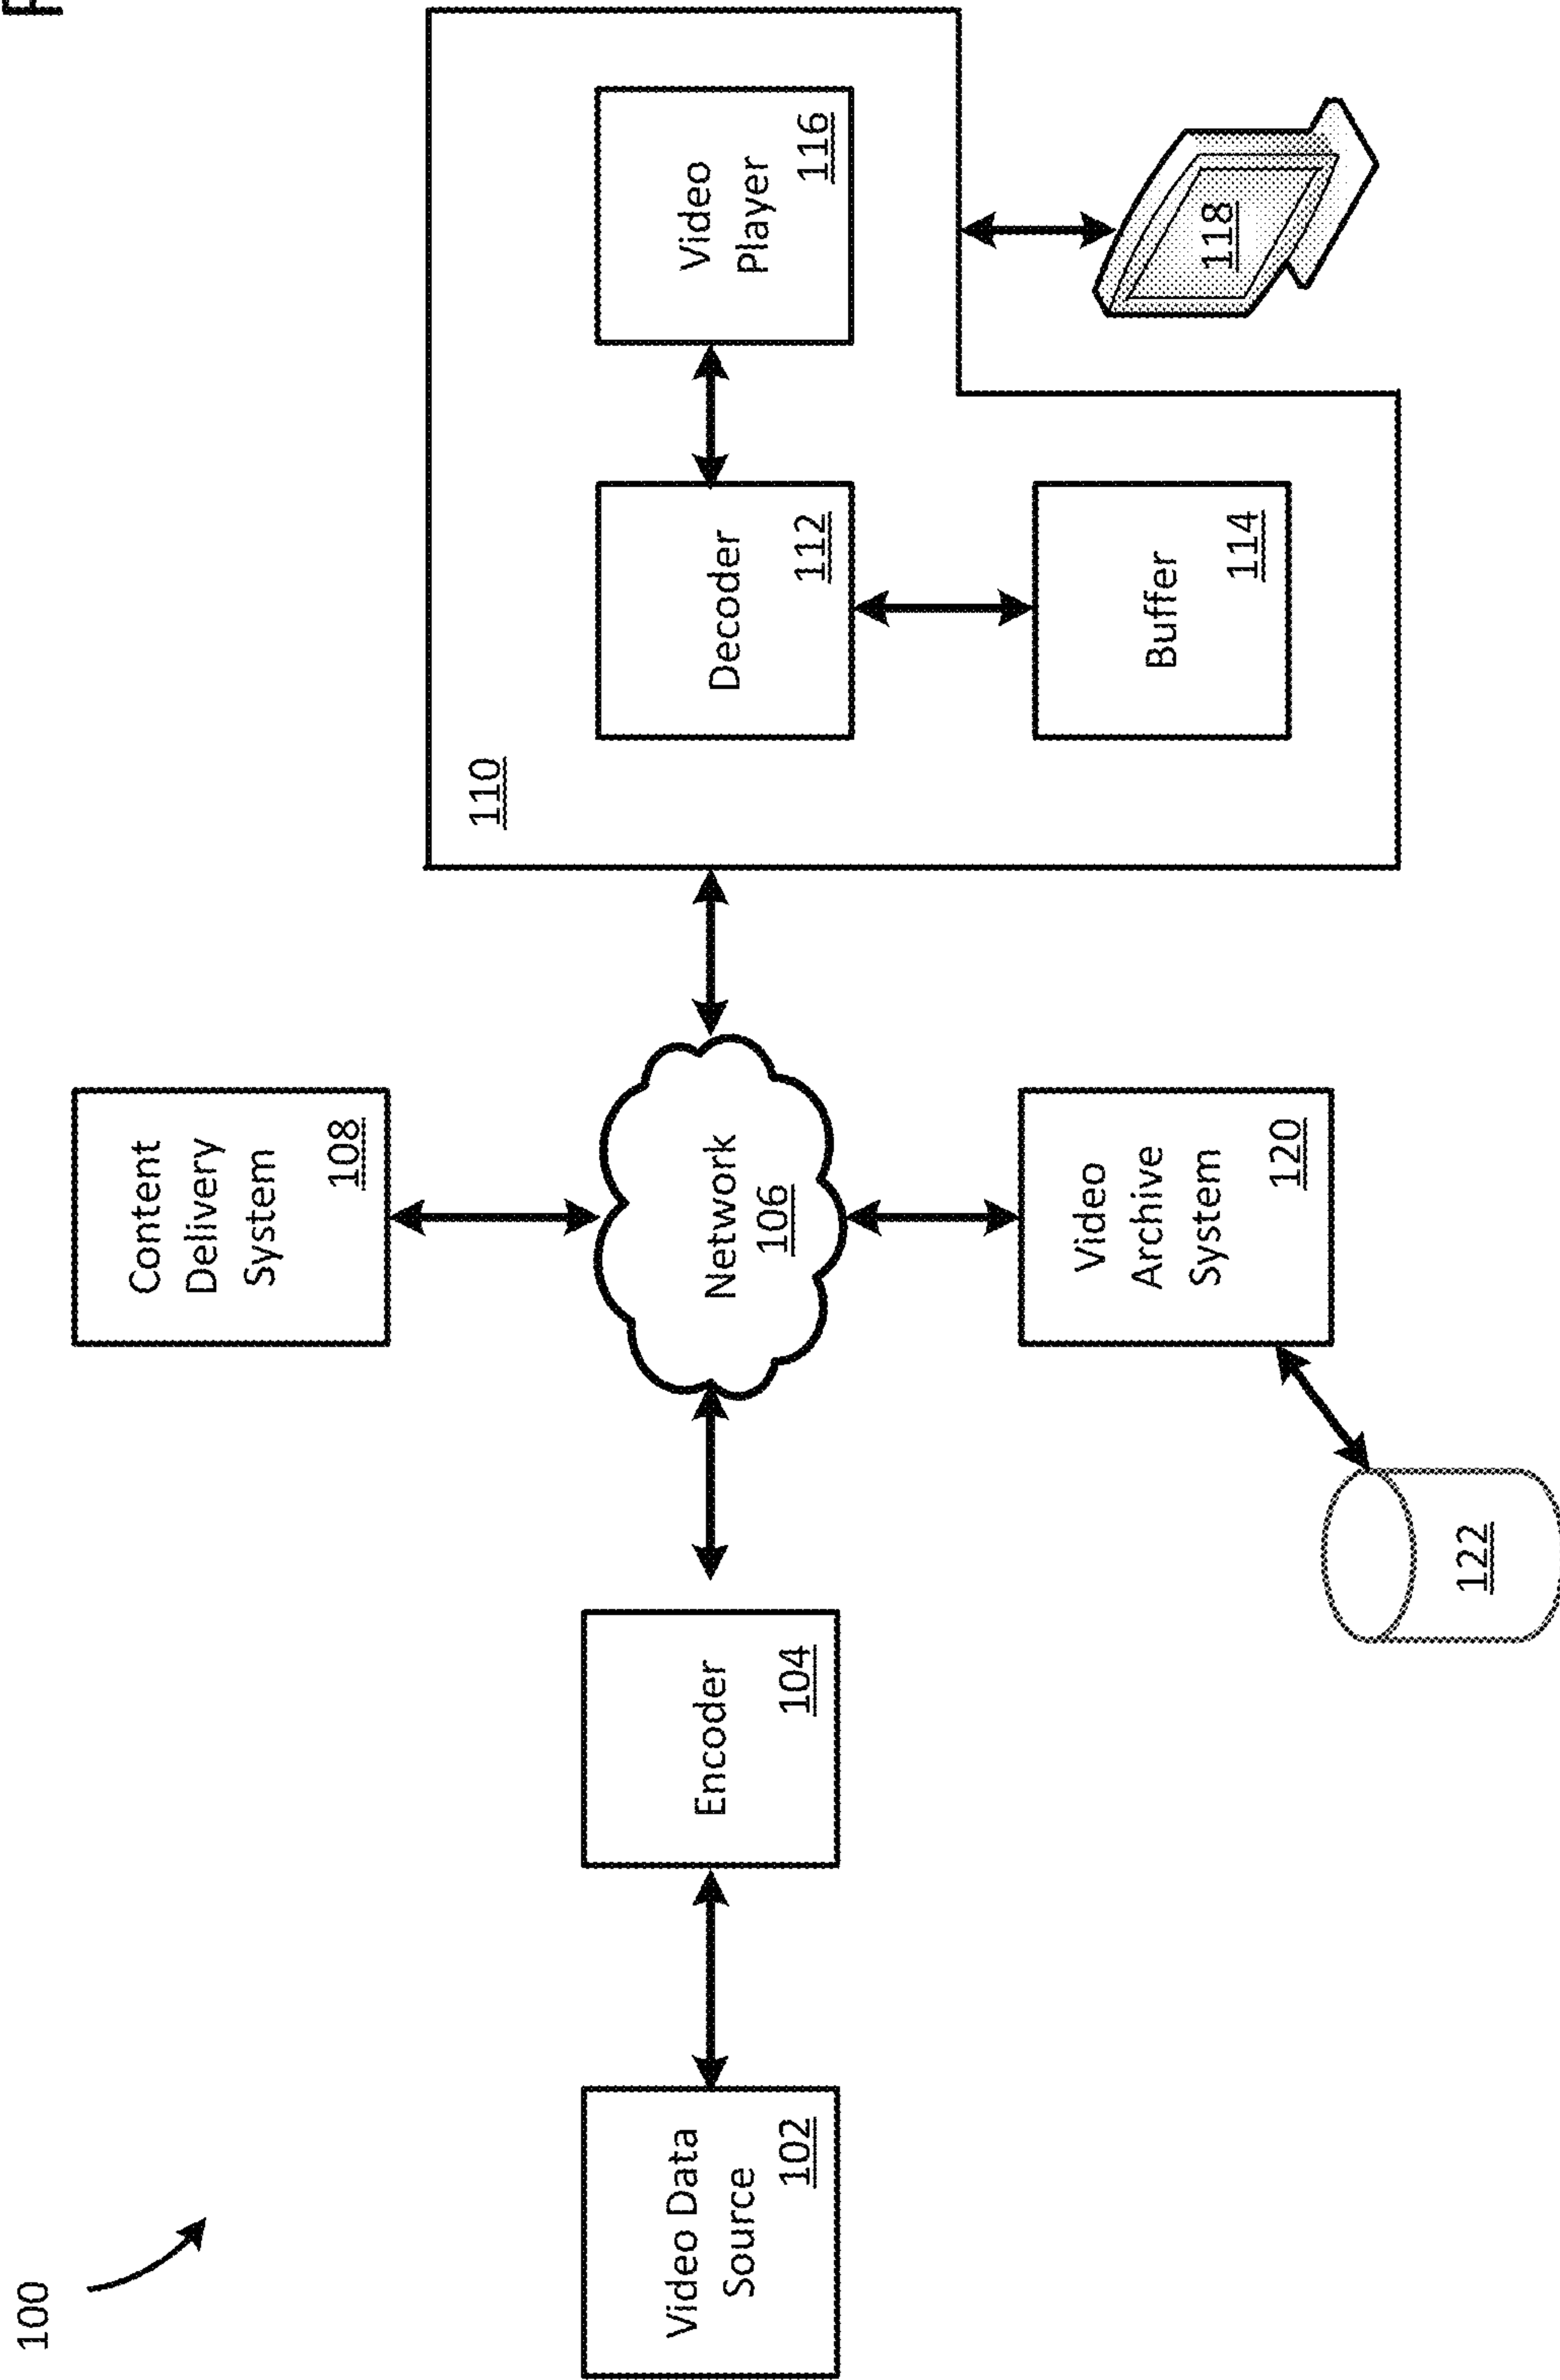 100
Video Data
Source
102
Encoder
104
Content
Delivery
System
108
Network
106
Video
Archive
System
120
122
110
Decoder
112
Buffer
114
Video
Player
116
118